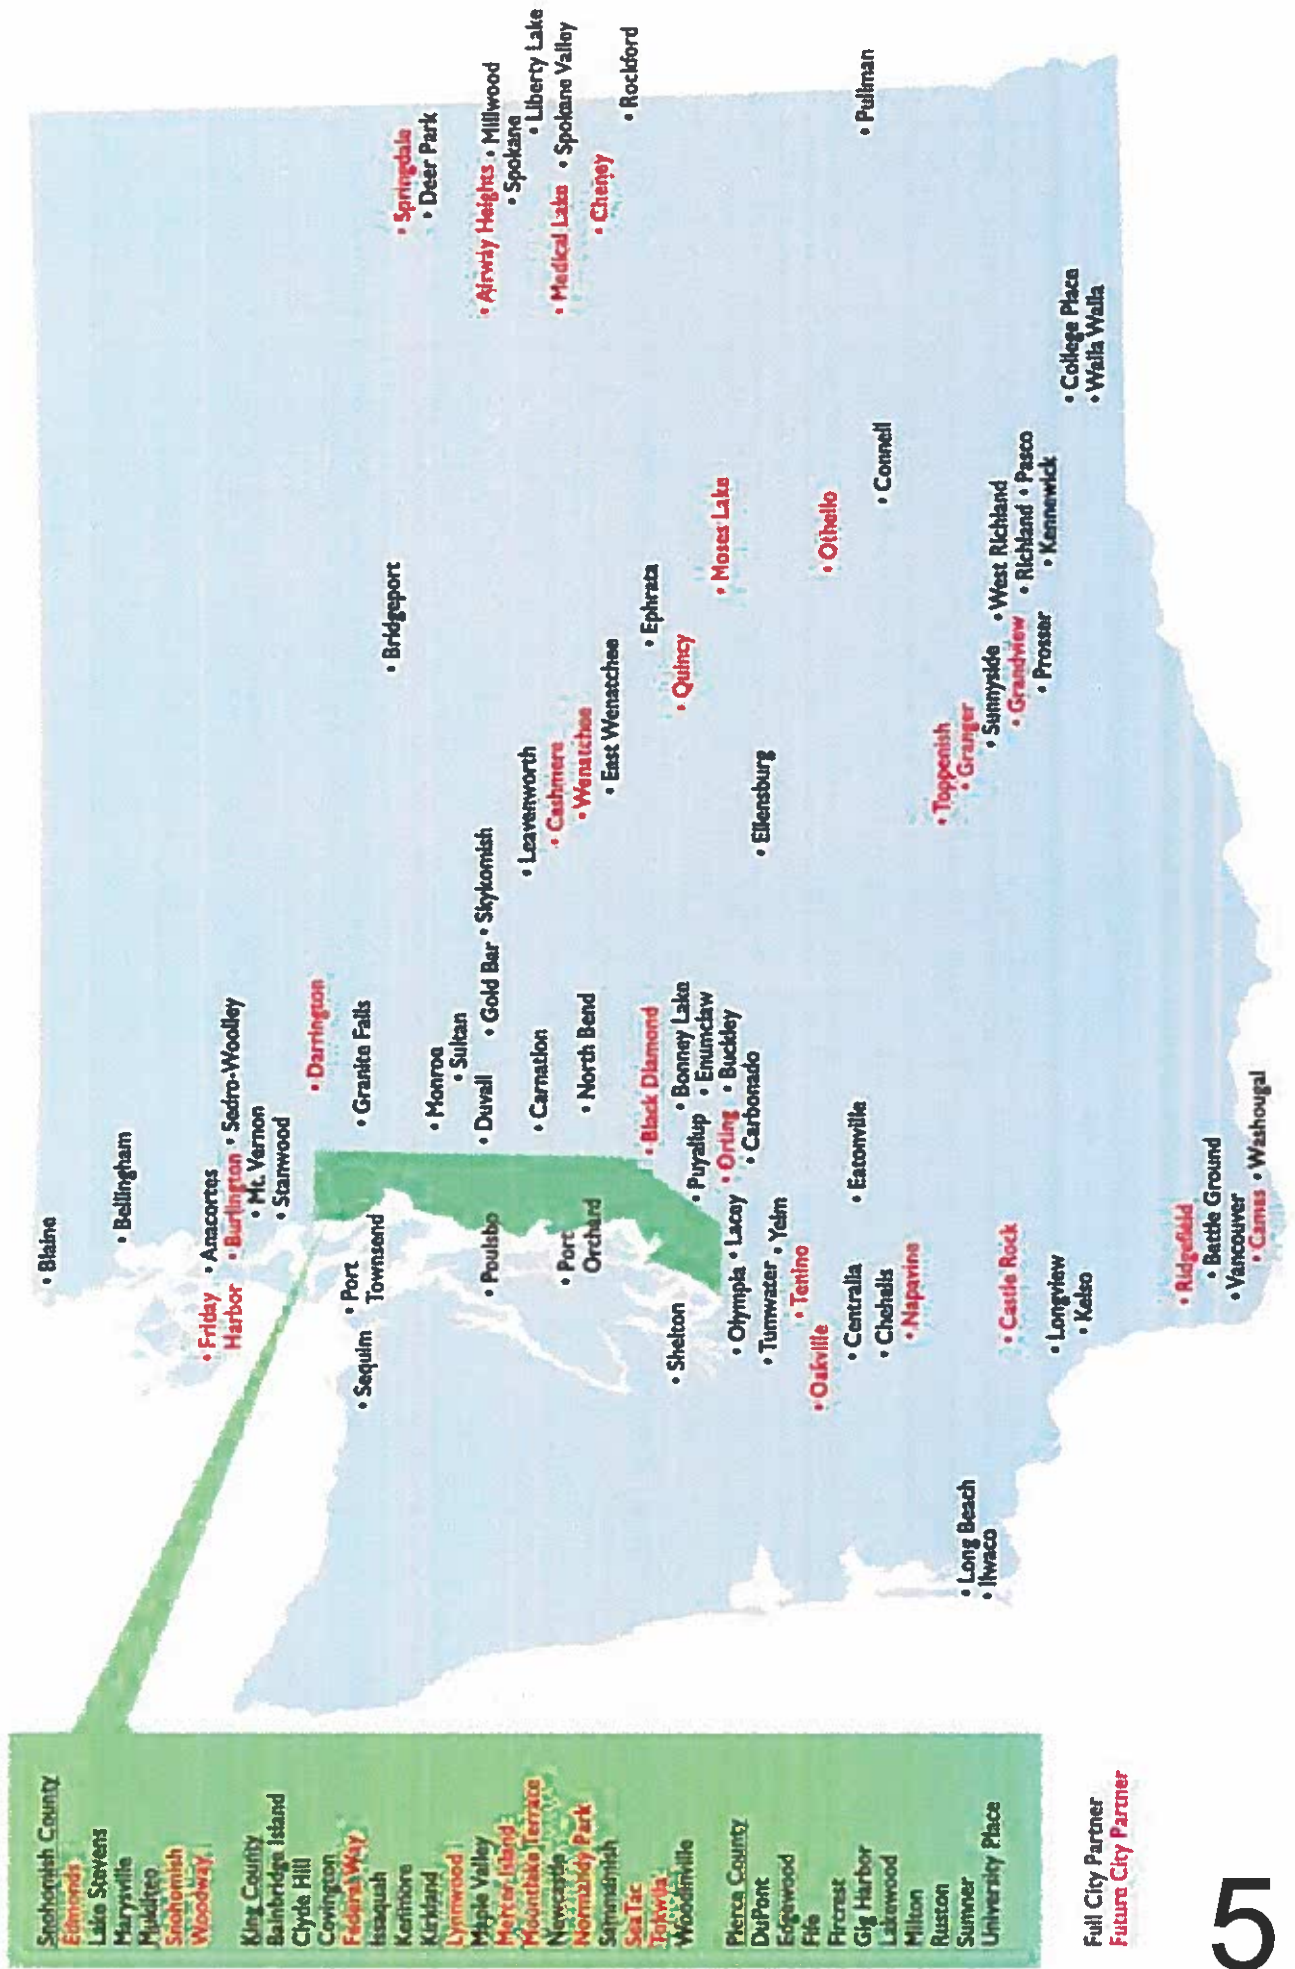 Snohomish County
Edmonds
Lake Stevens
Marysville
Mukilteo
Snohomish
Woodway
King County
Bainbridge Island
Clyde Hill
Covington
Federal Way
Issaquah
Kirkland
Lynnwood
Maple Valley
Mercer Island
Mountlake Terrace
Newcastle
Normandy Park
Sammamish
SeaTac
Tukwila
Woodinville
Pierce County
DuPont
Edgewood
Fife
Fircrest
Gig Harbor
Lakewood
Milton
Ruston
Sumner
University Place
Full City Partner
Future City Partner
• Blaine
• Bellingham
• Friday
Harbor
• Anacortes
• Burlington
• Sedro-Woolley
• Mt. Vernon
• Stanwood
• Darrington
• Port
Townsend
• Sequim
• Granite Falls
• Bridgeport
• Springdale
• Deer Park
• Monroe
• Sultan
• Duvall
• Gold Bar
• Skykomish
• Poulsbo
• Airway Heights
• Millwood
• Spokane
• Liberty Lake
• Carnation
• Leavenworth
• Cashmere
• Medical Lake
• Spokane Valley
• Port
Orchard
• North Bend
• Wenatchee
• East Wenatchee
• Cheney
• Rockford
• Black Diamond
• Ephrata
• Shelton
• Bonney Lake
• Quincy
• Puyallup
• Enumclaw
• Orting
• Buckley
• Moses Lake
• Olympia
• Lacey
• Carbonado
• Ellensburg
• Tumwater
• Yelm
• Tenino
• Oakville
• Othello
• Centralia
• Eatonville
• Pullman
• Chehalis
• Connell
• Napavine
• Toppenish
• Granger
• Long Beach
• Ilwaco
• Sunnyside
• West Richland
• Castle Rock
• Grandview
• Richland
• Pasco
• Prosser
• Kennewick
• Longview
• Kelso
• College Place
• Walla Walla
• Ridgefield
• Battle Ground
• Vancouver
• Camas
• Washougal
5